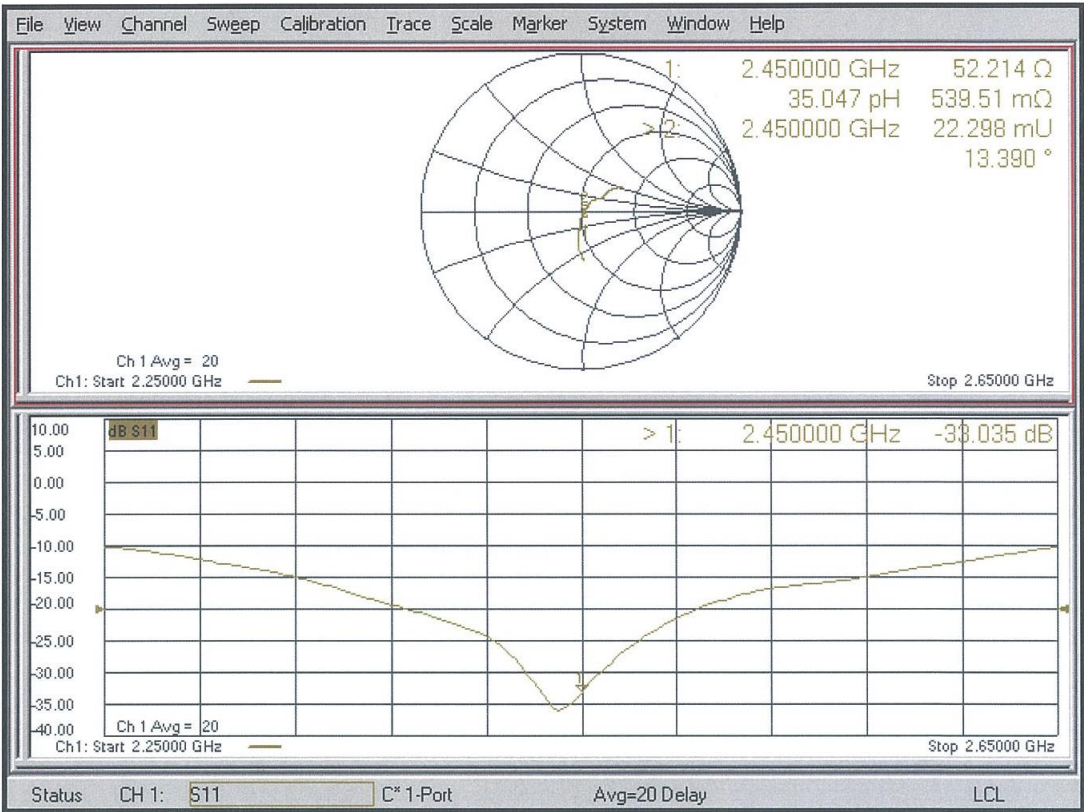 File View Channel Sweep Calibration Trace Scale Marker System Window Help
1: 2.450000 GHz 52.214 Ω
35.047 pH 539.51 mΩ
> 2: 2.450000 GHz 22.298 mU
13.390 °
Ch 1 Avg = 20
Ch1: Start 2.25000 GHz
Stop 2.65000 GHz
10.00
dB S11
> 1: 2.450000 GHz -33.035 dB
5.00
0.00
-5.00
-10.00
-15.00
-20.00
-25.00
-30.00
-35.00
-40.00
Ch 1 Avg = 20
Ch1: Start 2.25000 GHz
Stop 2.65000 GHz
Status CH 1: S11 C* 1-Port Avg=20 Delay LCL